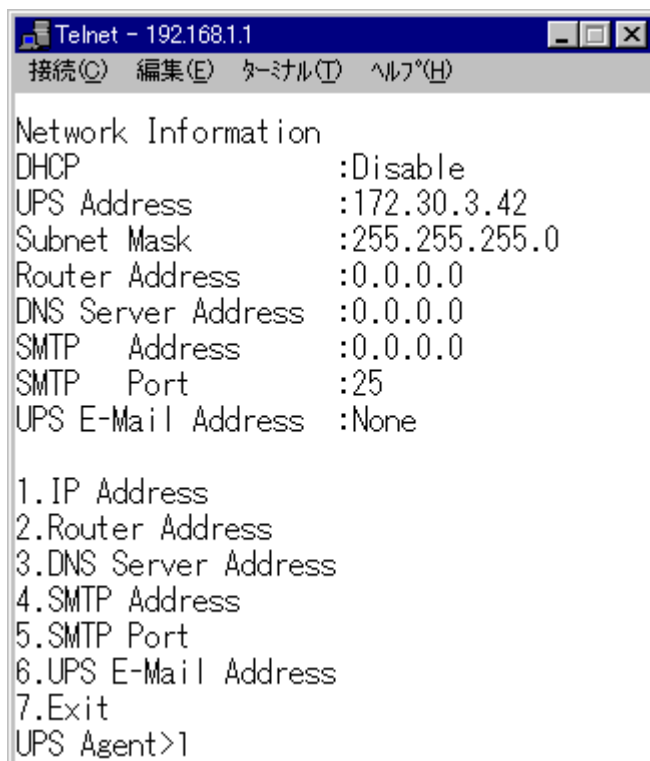 Telnet - 192.168.1.1
接続(C) 編集(E) ﾀｰﾐﾅﾙ(T) ﾍﾙﾌﾟ(H)
Network Information
DHCP :Disable
UPS Address :172.30.3.42
Subnet Mask :255.255.255.0
Router Address :0.0.0.0
DNS Server Address :0.0.0.0
SMTP Address :0.0.0.0
SMTP Port :25
UPS E-Mail Address :None
1.IP Address
2.Router Address
3.DNS Server Address
4.SMTP Address
5.SMTP Port
6.UPS E-Mail Address
7.Exit
UPS Agent>1